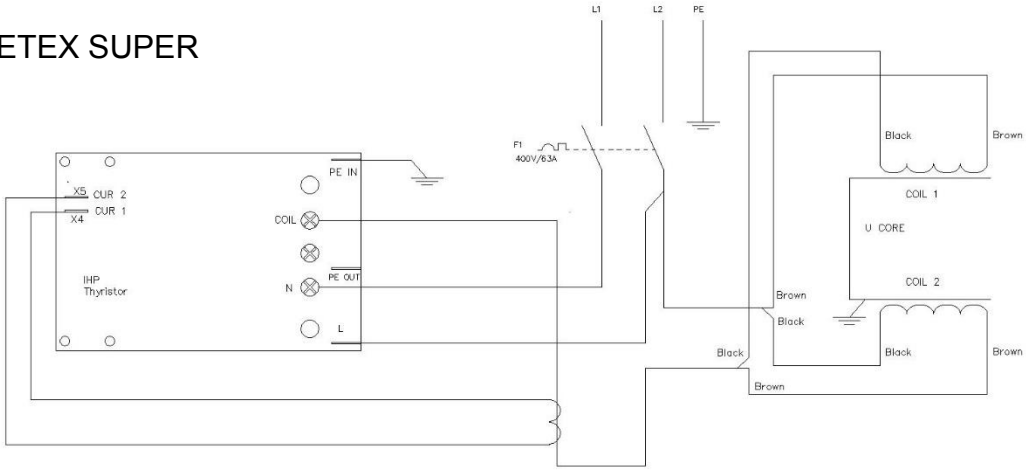 ETEX SUPER
L1
L2
PE
F1
400V/63A
PE IN
X5
CUR 2
CUR 1
X4
COIL
PE OUT
IHP
Thyristor
N
L
Black
Brown
COIL 1
U CORE
COIL 2
Brown
Black
Black
Brown
Black
Brown